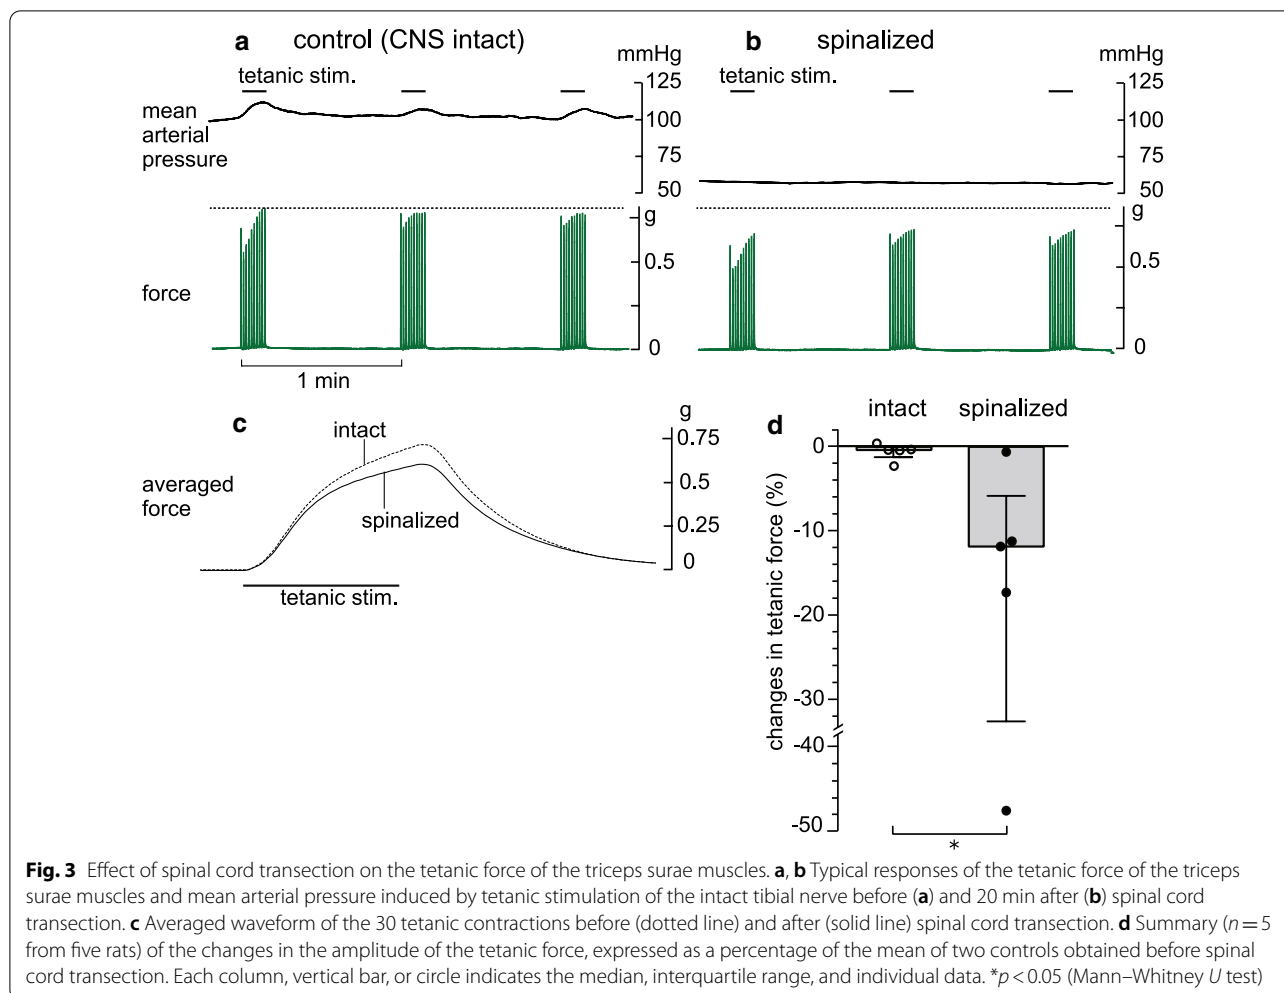 a control (CNS intact)
mmHg
tetanic stim.
125
mean
arterial
pressure
100
75
50
g
0.5
force
0
1 min
b spinalized
mmHg
tetanic stim.
125
100
75
50
g
0.5
0
c
g
intact
0.75
averaged
force
0.5
spinalized
0.25
0
tetanic stim.
d
intact spinalized
changes in tetanic force (%)
0
-10
-20
-30
-40
-50
*
Fig. 3 Effect of spinal cord transection on the tetanic force of the triceps surae muscles. a, b Typical responses of the tetanic force of the triceps
surae muscles and mean arterial pressure induced by tetanic stimulation of the intact tibial nerve before (a) and 20 min after (b) spinal cord
transection. c Averaged waveform of the 30 tetanic contractions before (dotted line) and after (solid line) spinal cord transection. d Summary (n = 5
from five rats) of the changes in the amplitude of the tetanic force, expressed as a percentage of the mean of two controls obtained before spinal
cord transection. Each column, vertical bar, or circle indicates the median, interquartile range, and individual data. *p < 0.05 (Mann–Whitney U test)